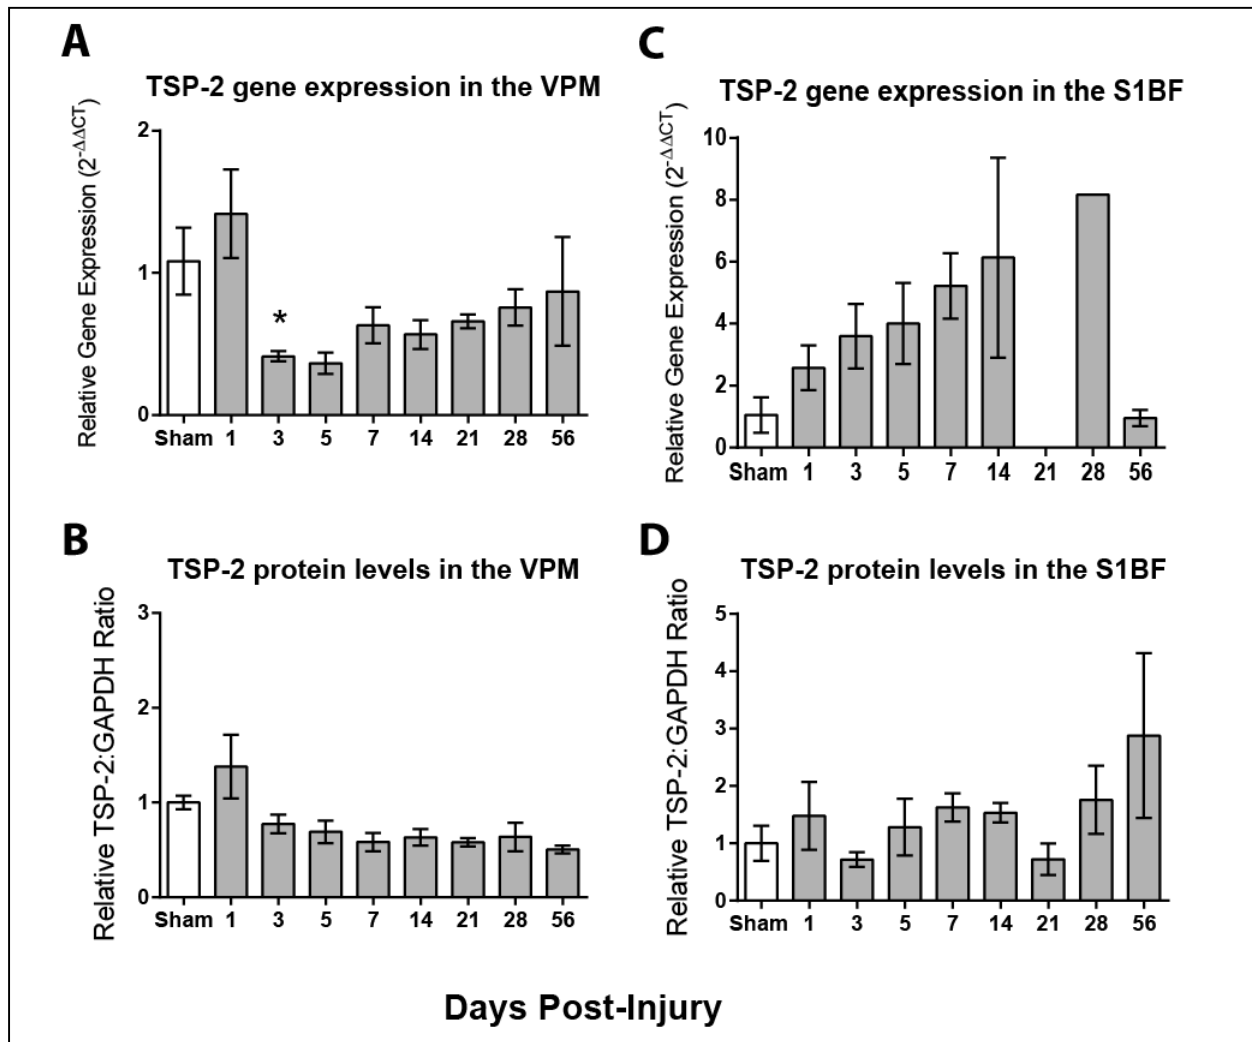 A
TSP-2 gene expression in the VPM
Relative Gene Expression (2^-ΔΔCT)
2
1
0
*
Sham 1 3 5 7 14 21 28 56
C
TSP-2 gene expression in the S1BF
Relative Gene Expression (2^-ΔΔCT)
10
8
6
4
2
0
Sham 1 3 5 7 14 21 28 56
B
TSP-2 protein levels in the VPM
Relative TSP-2:GAPDH Ratio
3
2
1
0
Sham 1 3 5 7 14 21 28 56
D
TSP-2 protein levels in the S1BF
Relative TSP-2:GAPDH Ratio
5
4
3
2
1
0
Sham 1 3 5 7 14 21 28 56
Days Post-Injury